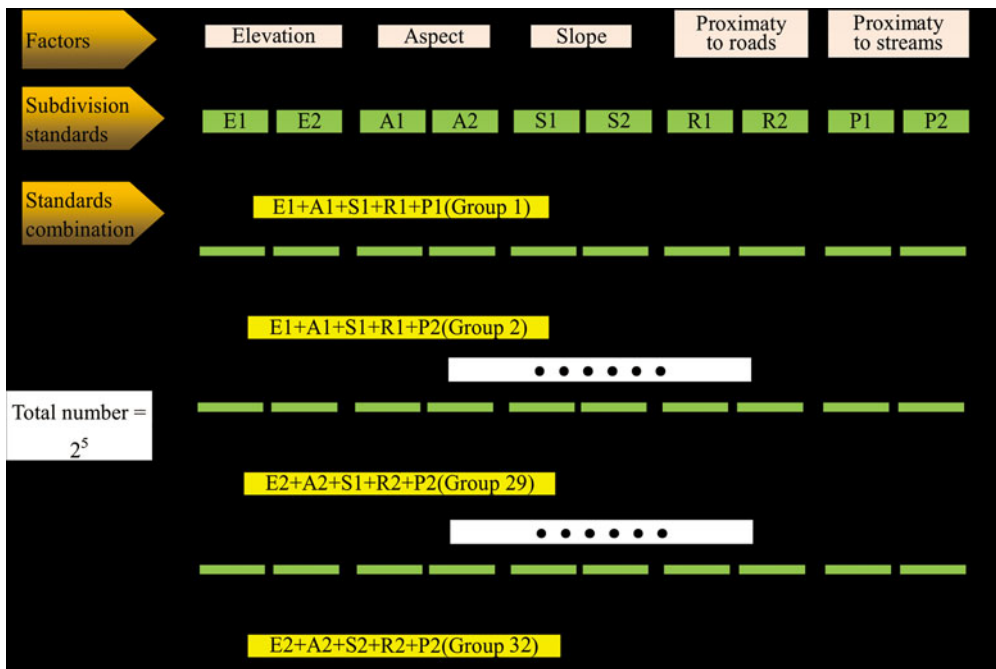 Factors
Elevation
Aspect
Slope
Proximaty
to roads
Proximaty
to streams
Subdivision
standards
E1
E2
A1
A2
S1
S2
R1
R2
P1
P2
Standards
combination
E1+A1+S1+R1+P1(Group 1)
E1+A1+S1+R1+P2(Group 2)
Total number =
2⁵
E2+A2+S1+R2+P2(Group 29)
E2+A2+S2+R2+P2(Group 32)